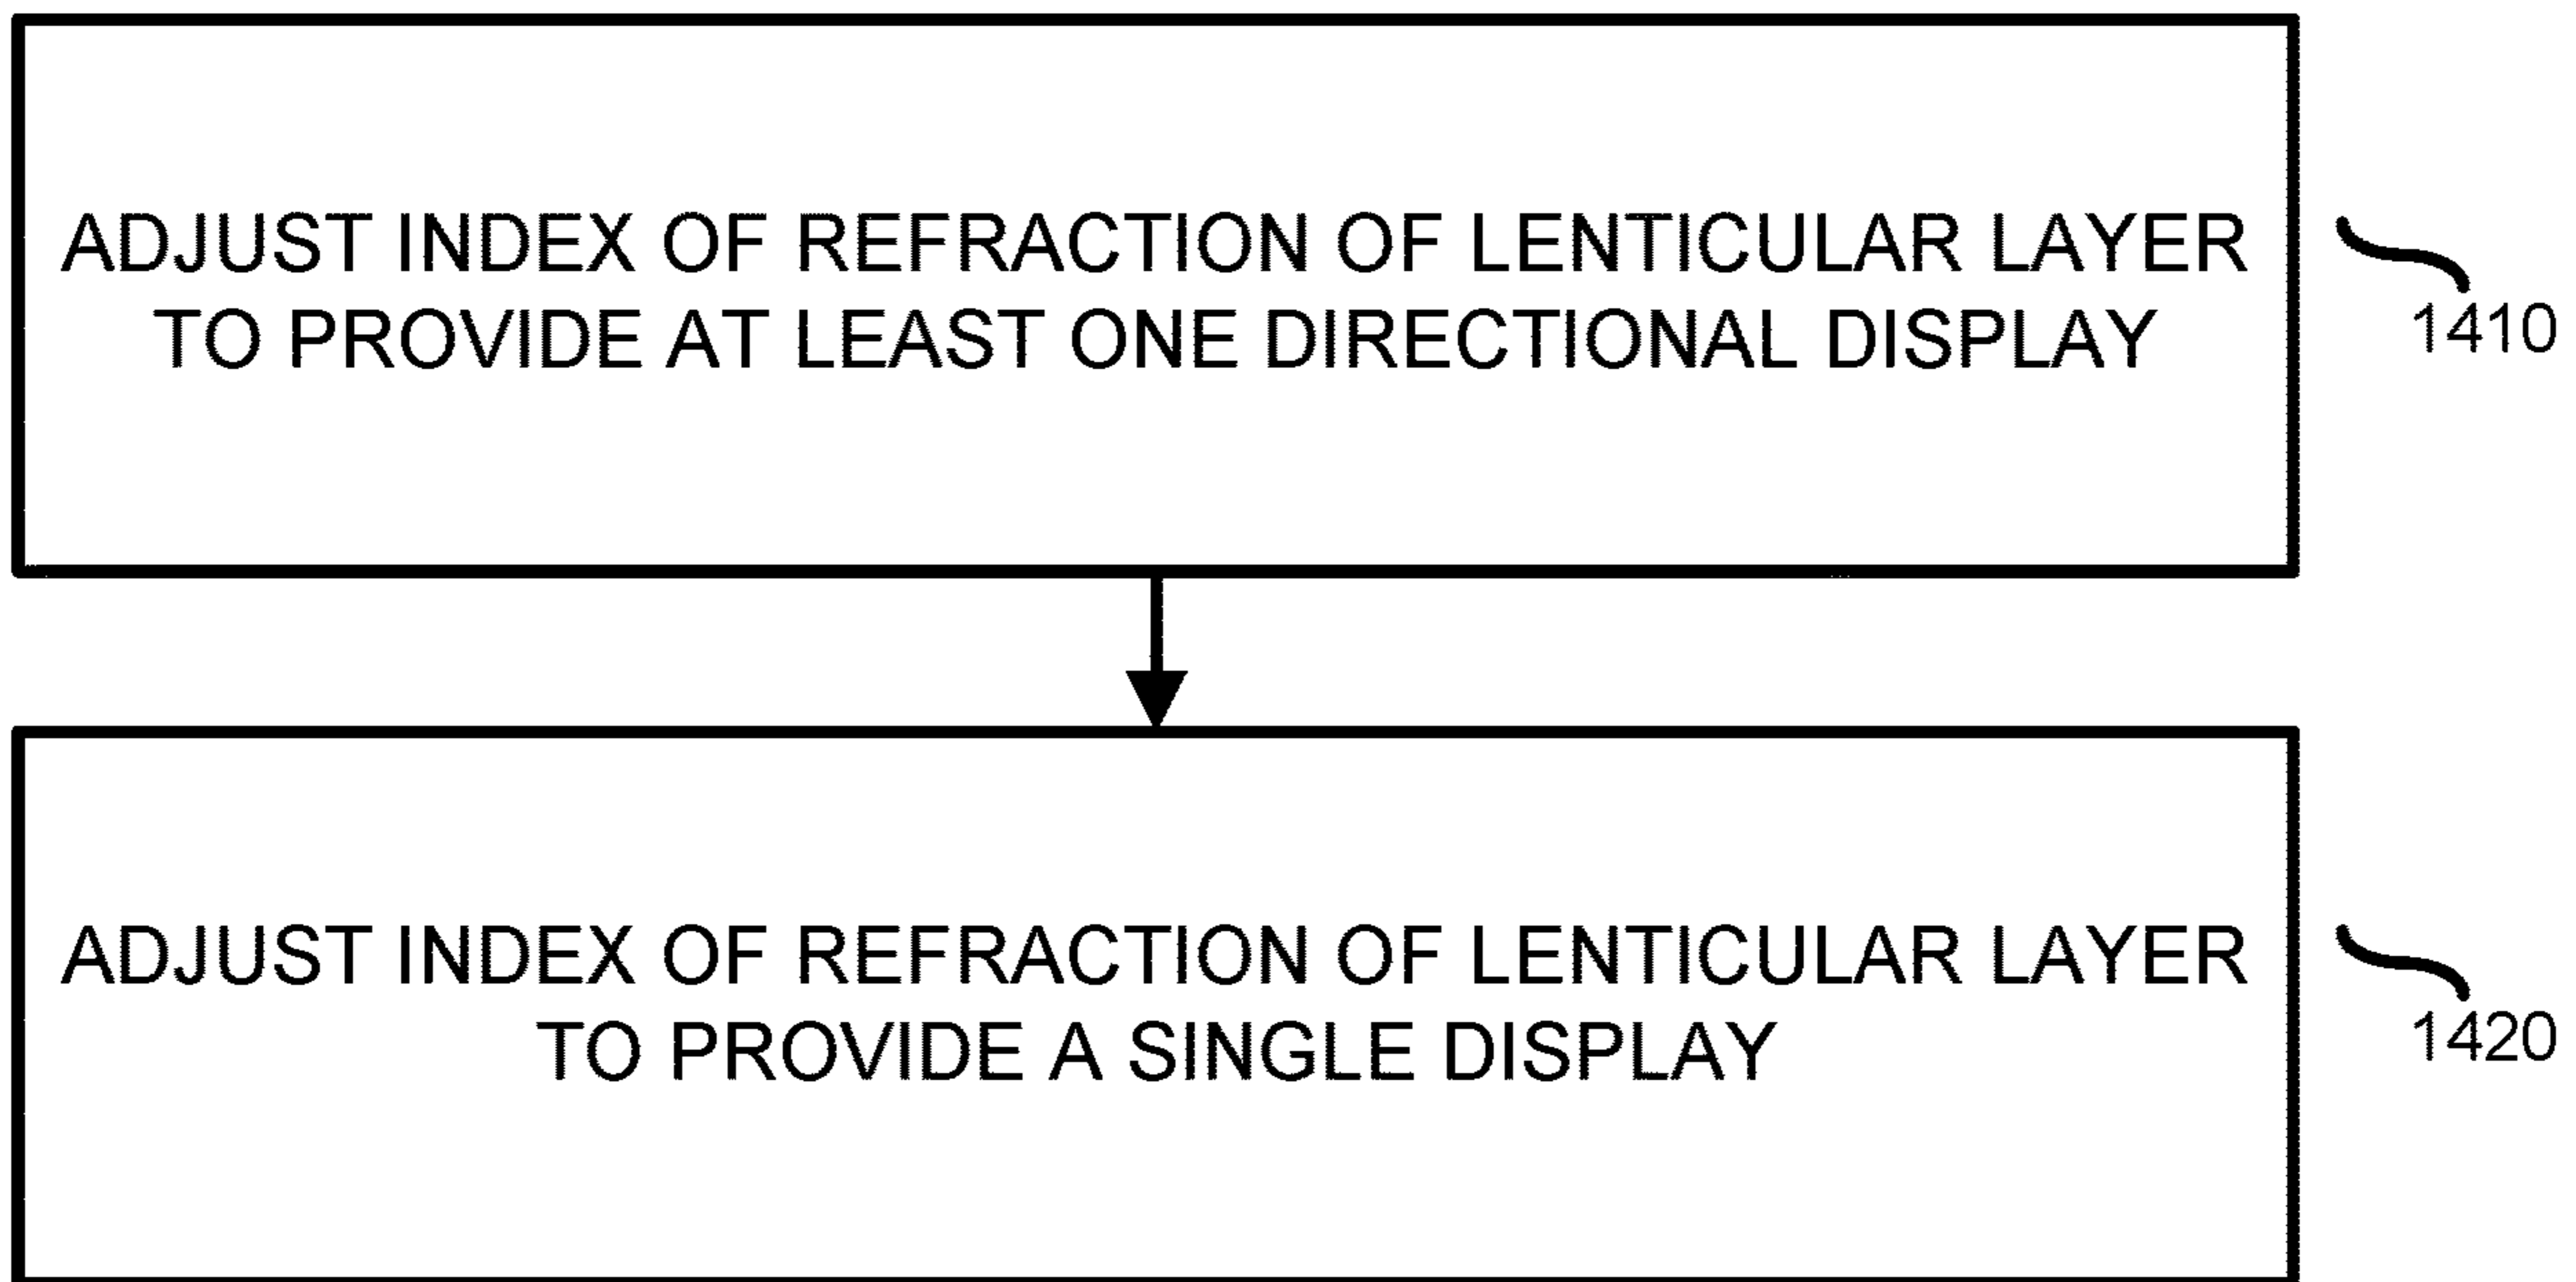 ADJUST INDEX OF REFRACTION OF LENTICULAR LAYER
TO PROVIDE AT LEAST ONE DIRECTIONAL DISPLAY
1410
ADJUST INDEX OF REFRACTION OF LENTICULAR LAYER
TO PROVIDE A SINGLE DISPLAY
1420